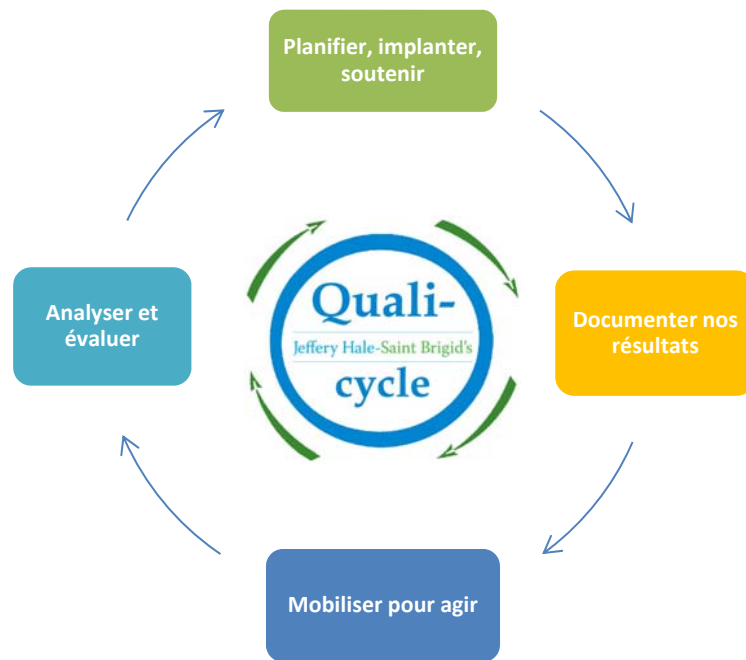 Planifier, implanter,
soutenir
Analyser et
évaluer
Quali-
Jeffery Hale-Saint Brigid's
cycle
Documenter nos
résultats
Mobiliser pour agir